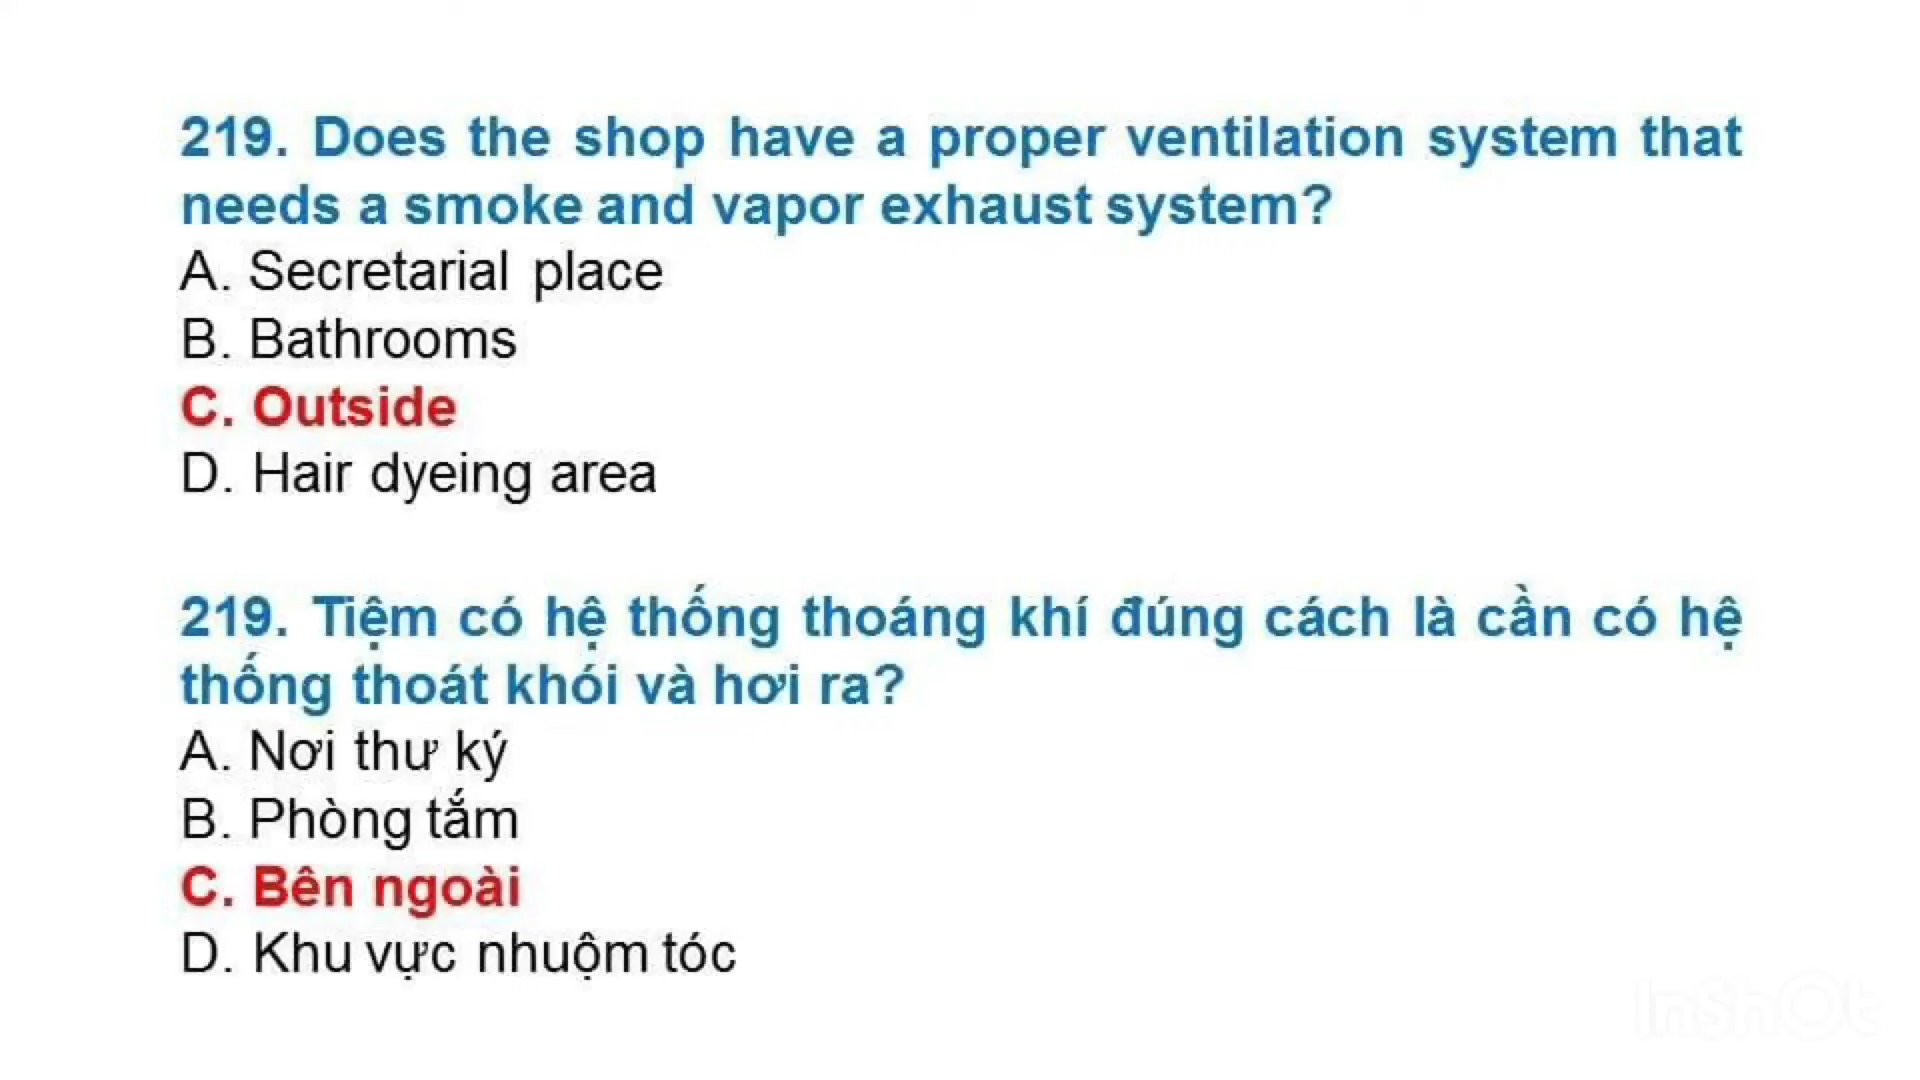 219. Does the shop have a proper ventilation system that
needs a smoke and vapor exhaust system?
A. Secretarial place
B. Bathrooms
C. Outside
D. Hair dyeing area
219. Tiệm có hệ thống thoáng khí đúng cách là cần có hệ
thống thoát khói và hơi ra?
A. Nơi thư ký
B. Phòng tắm
C. Bên ngoài
D. Khu vực nhuộm tóc
InShOt